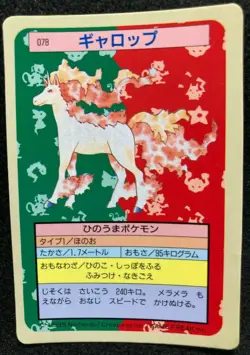 078
ギャロップ
ひのうまポケモン
タイプ1/ほのお
たかさ/1.7メートル おもさ/95キログラム
おもなわざ/ひのこ・しっぽをふる
ふみつけ・なきごえ
じそくは さいこう 240キロ。 メラメラ も
えながら おなじ スピードで かけぬける。